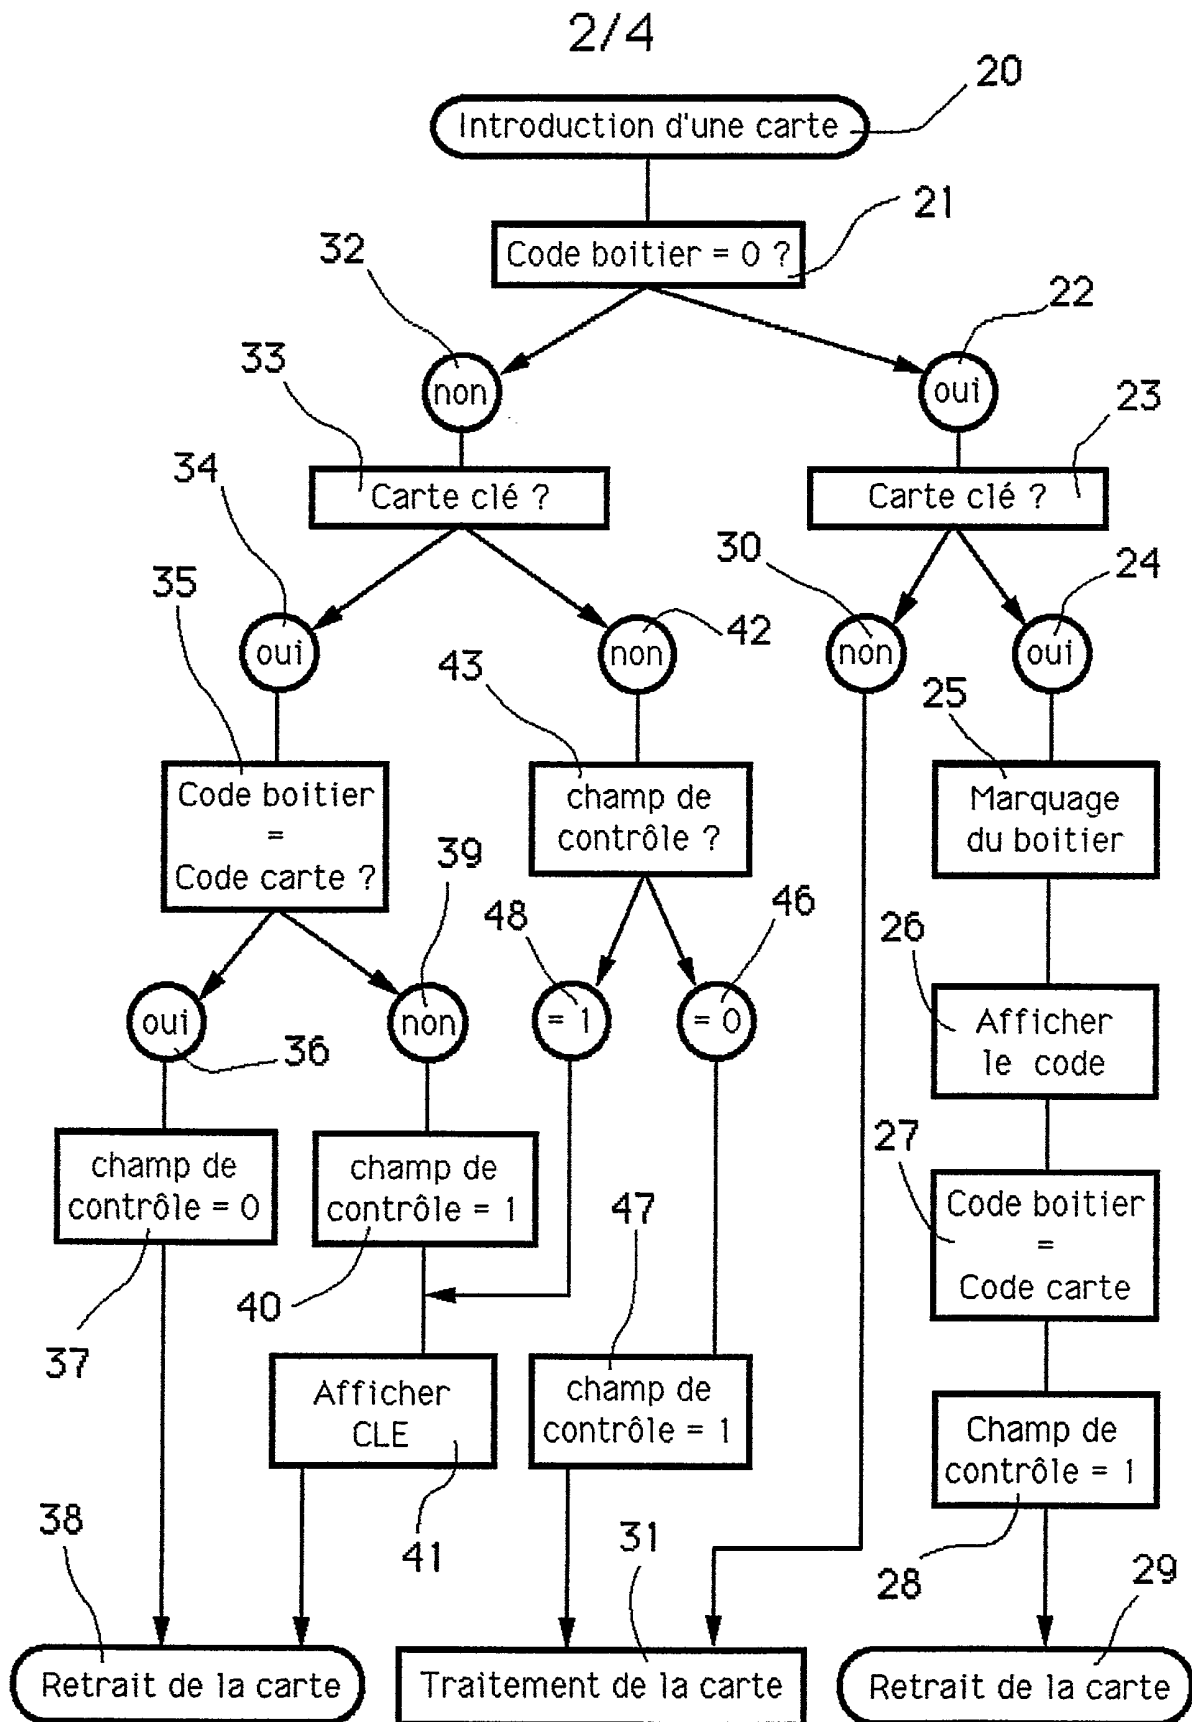 2/4
20
Introduction d'une carte
21
Code boitier = 0 ?
32
22
non
oui
33
23
Carte clé ?
Carte clé ?
34
30
24
35
42
oui
non
non
oui
43
25
Code boitier
=
Code carte ?
champ de
contrôle ?
Marquage
du boitier
39
48
46
26
oui
non
= 1
= 0
Afficher
le code
36
27
champ de
contrôle = 0
champ de
contrôle = 1
47
Code boitier
=
Code carte
40
37
Afficher
CLE
champ de
contrôle = 1
Champ de
contrôle = 1
38
41
31
28
29
Retrait de la carte
Traitement de la carte
Retrait de la carte